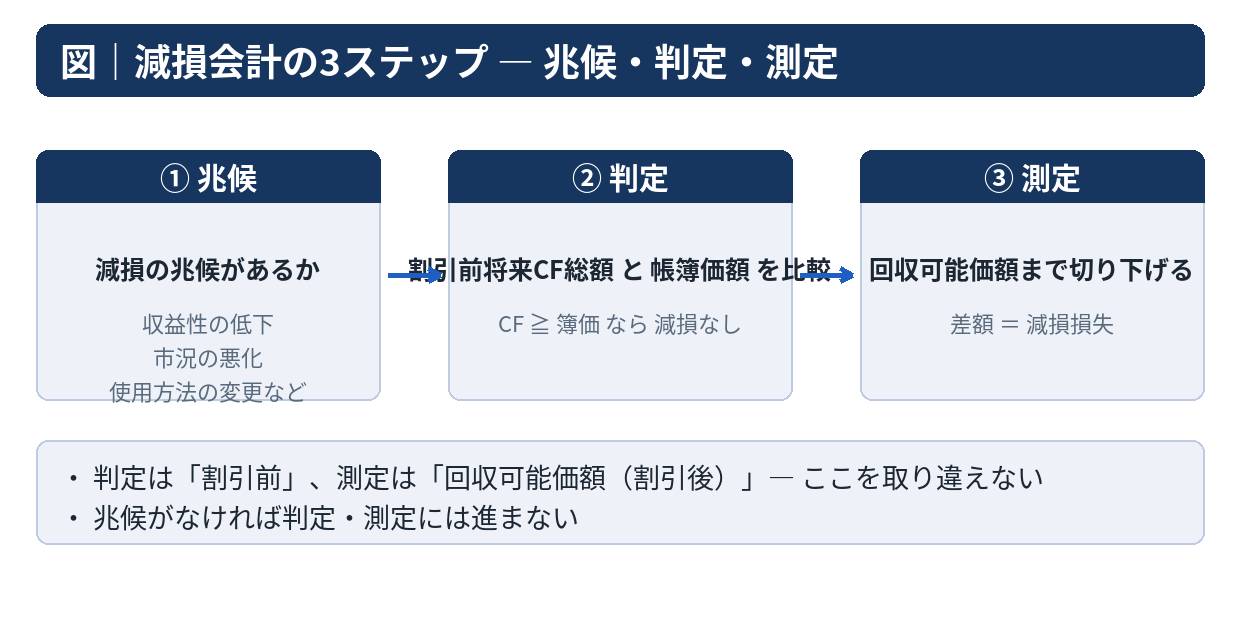 図｜減損会計の3ステップ ― 兆候・判定・測定
① 兆候
減損の兆候があるか
収益性の低下
市況の悪化
使用方法の変更など
② 判定
割引前将来CF総額 と 帳簿価額 を比較
CF ≧ 簿価 なら 減損なし
③ 測定
回収可能価額まで切り下げる
差額 ＝ 減損損失
・ 判定は「割引前」、測定は「回収可能価額（割引後）」― ここを取り違えない
・ 兆候がなければ判定・測定には進まない